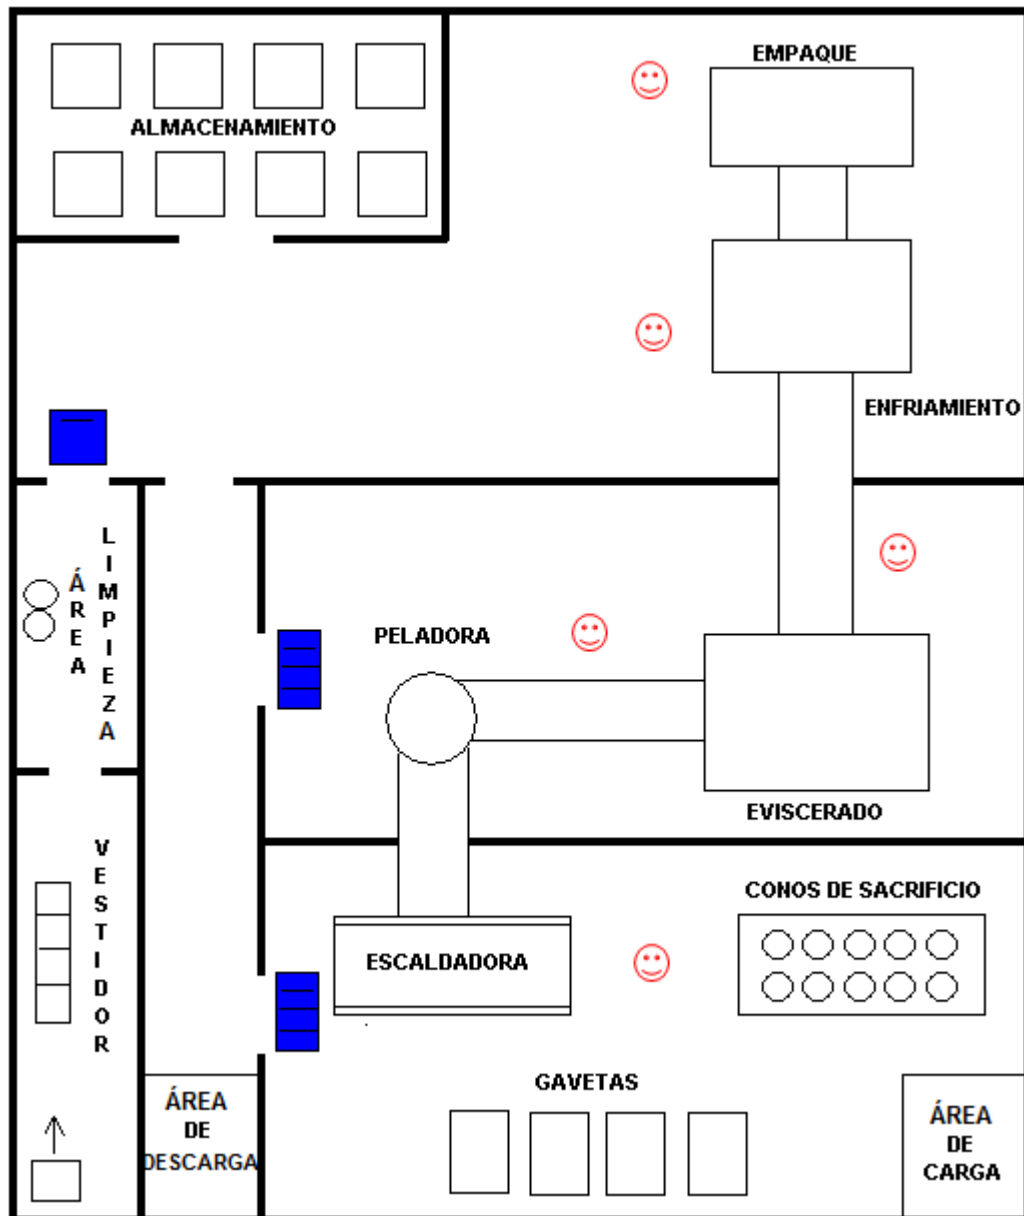 EMPAQUE
ALMACENAMIENTO
ENFRIAMIENTO
ÁREA
LIMPIEZA
PELADORA
EVISCERADO
VESTIDOR
CONOS DE SACRIFICIO
ESCALDADORA
GAVETAS
ÁREA
DE
DESCARGA
ÁREA
DE
CARGA